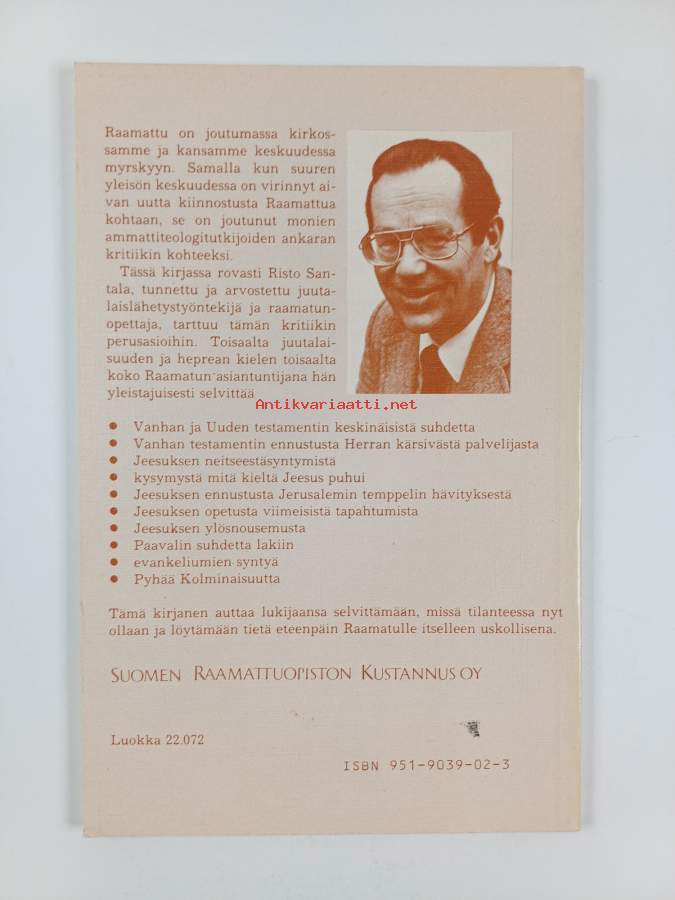 Raamattu on joutumassa kirkos-
samme ja kansamme keskuudessa
myrskyyn. Samalla kun suuren
yleisön keskuudessa on virinnyt ai-
van uutta kiinnostusta Raamattua
kohtaan, se on joutunut monien
ammattiteologitutkijoiden ankaran
kritiikin kohteeksi.
Tässä kirjassa rovasti Risto San-
tala, tunnettu ja arvostettu juuta-
laislähetystyöntekijä ja raamatun-
opettaja, tarttuu tämän kritiikin
perusasioihin. Toisaalta juutalai-
suuden ja heprean kielen toisaalta
koko Raamatun asiantuntijana hän
yleistajuisesti selvittää
Antikvariaatti.net
● Vanhan ja Uuden testamentin keskinäisistä suhdetta
● Vanhan testamentin ennustusta Herran kärsivästä palvelijasta
● Jeesuksen neitseestäsyntymistä
● kysymystä mitä kieltä Jeesus puhui
● Jeesuksen ennustusta Jerusalemin temppelin hävityksestä
● Jeesuksen opetusta viimeisistä tapahtumista
● Jeesuksen ylösnousemusta
● Paavalin suhdetta lakiin
● evankeliumien syntyä
● Pyhää Kolminaisuutta
Tämä kirjanen auttaa lukijaansa selvittämään, missä tilanteessa nyt
ollaan ja löytämään tietä eteenpäin Raamatulle itselleen uskollisena.
SUOMEN RAAMATTUOPISTON KUSTANNUS OY
Luokka 22.072
ISBN 951-9039-02-3